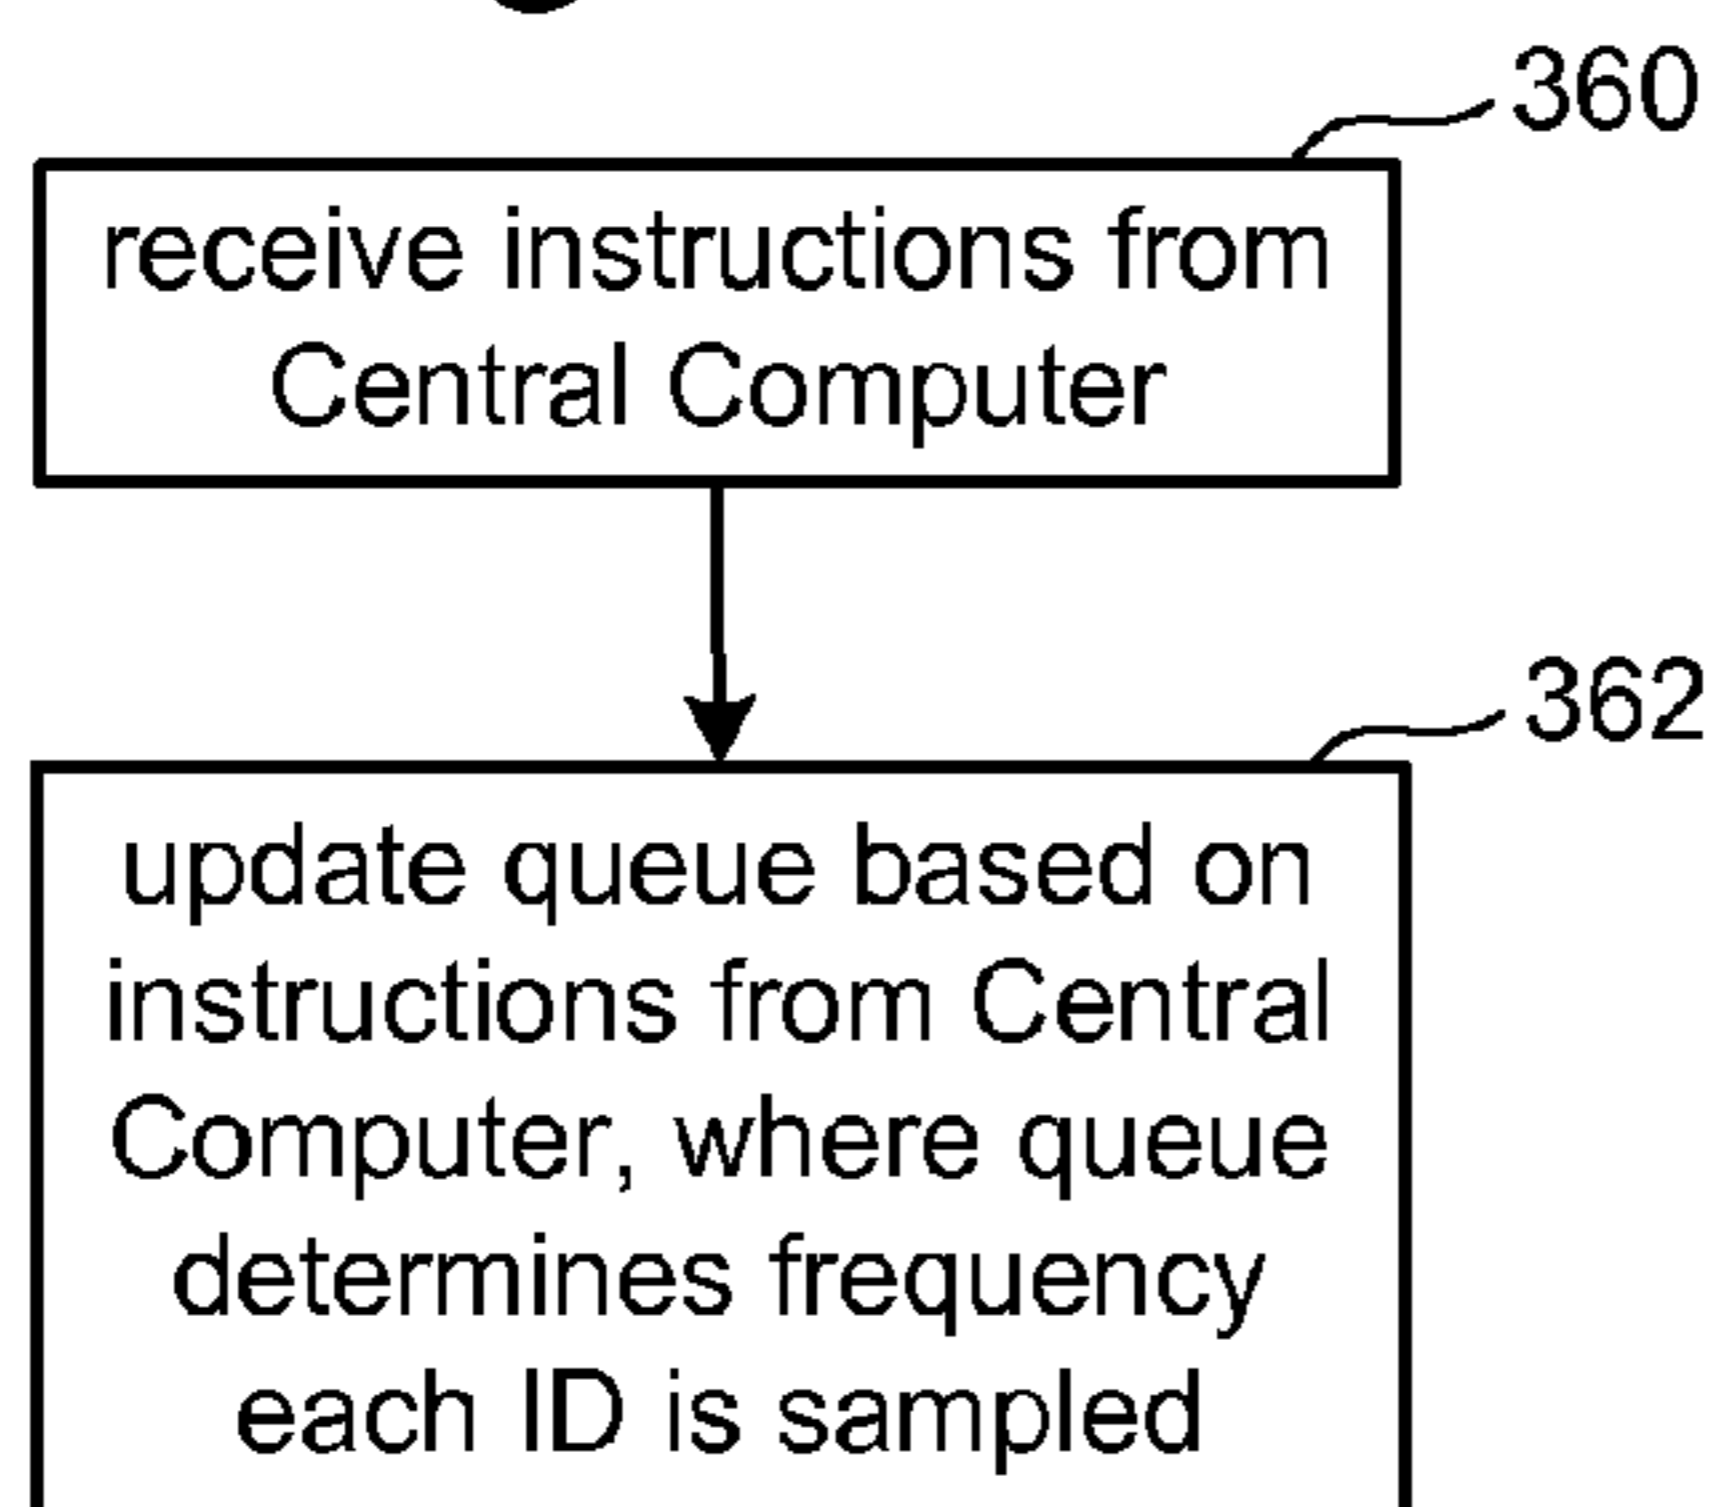 360
receive instructions from
Central Computer
362
update queue based on
instructions from Central
Computer, where queue
determines frequency
each ID is sampled